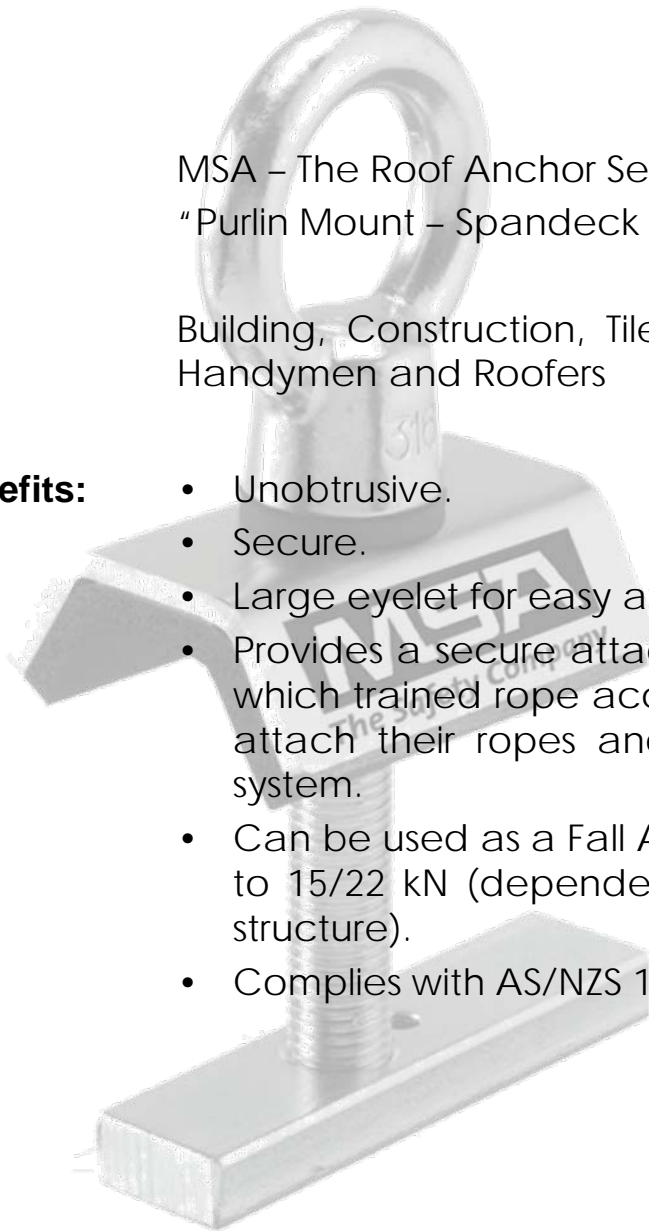 MSA – The Roof Anchor Se
"Purlin Mount – Spandeck
Building, Construction, Tile
Handymen and Roofers
efits:
• Unobtrusive.
• Secure.
• Large eyelet for easy a
• Provides a secure attac
which trained rope acc
attach their ropes and
system.
• Can be used as a Fall A
to 15/22 kN (depende
structure).
• Complies with AS/NZS 1
316
MSA
The Safety Company